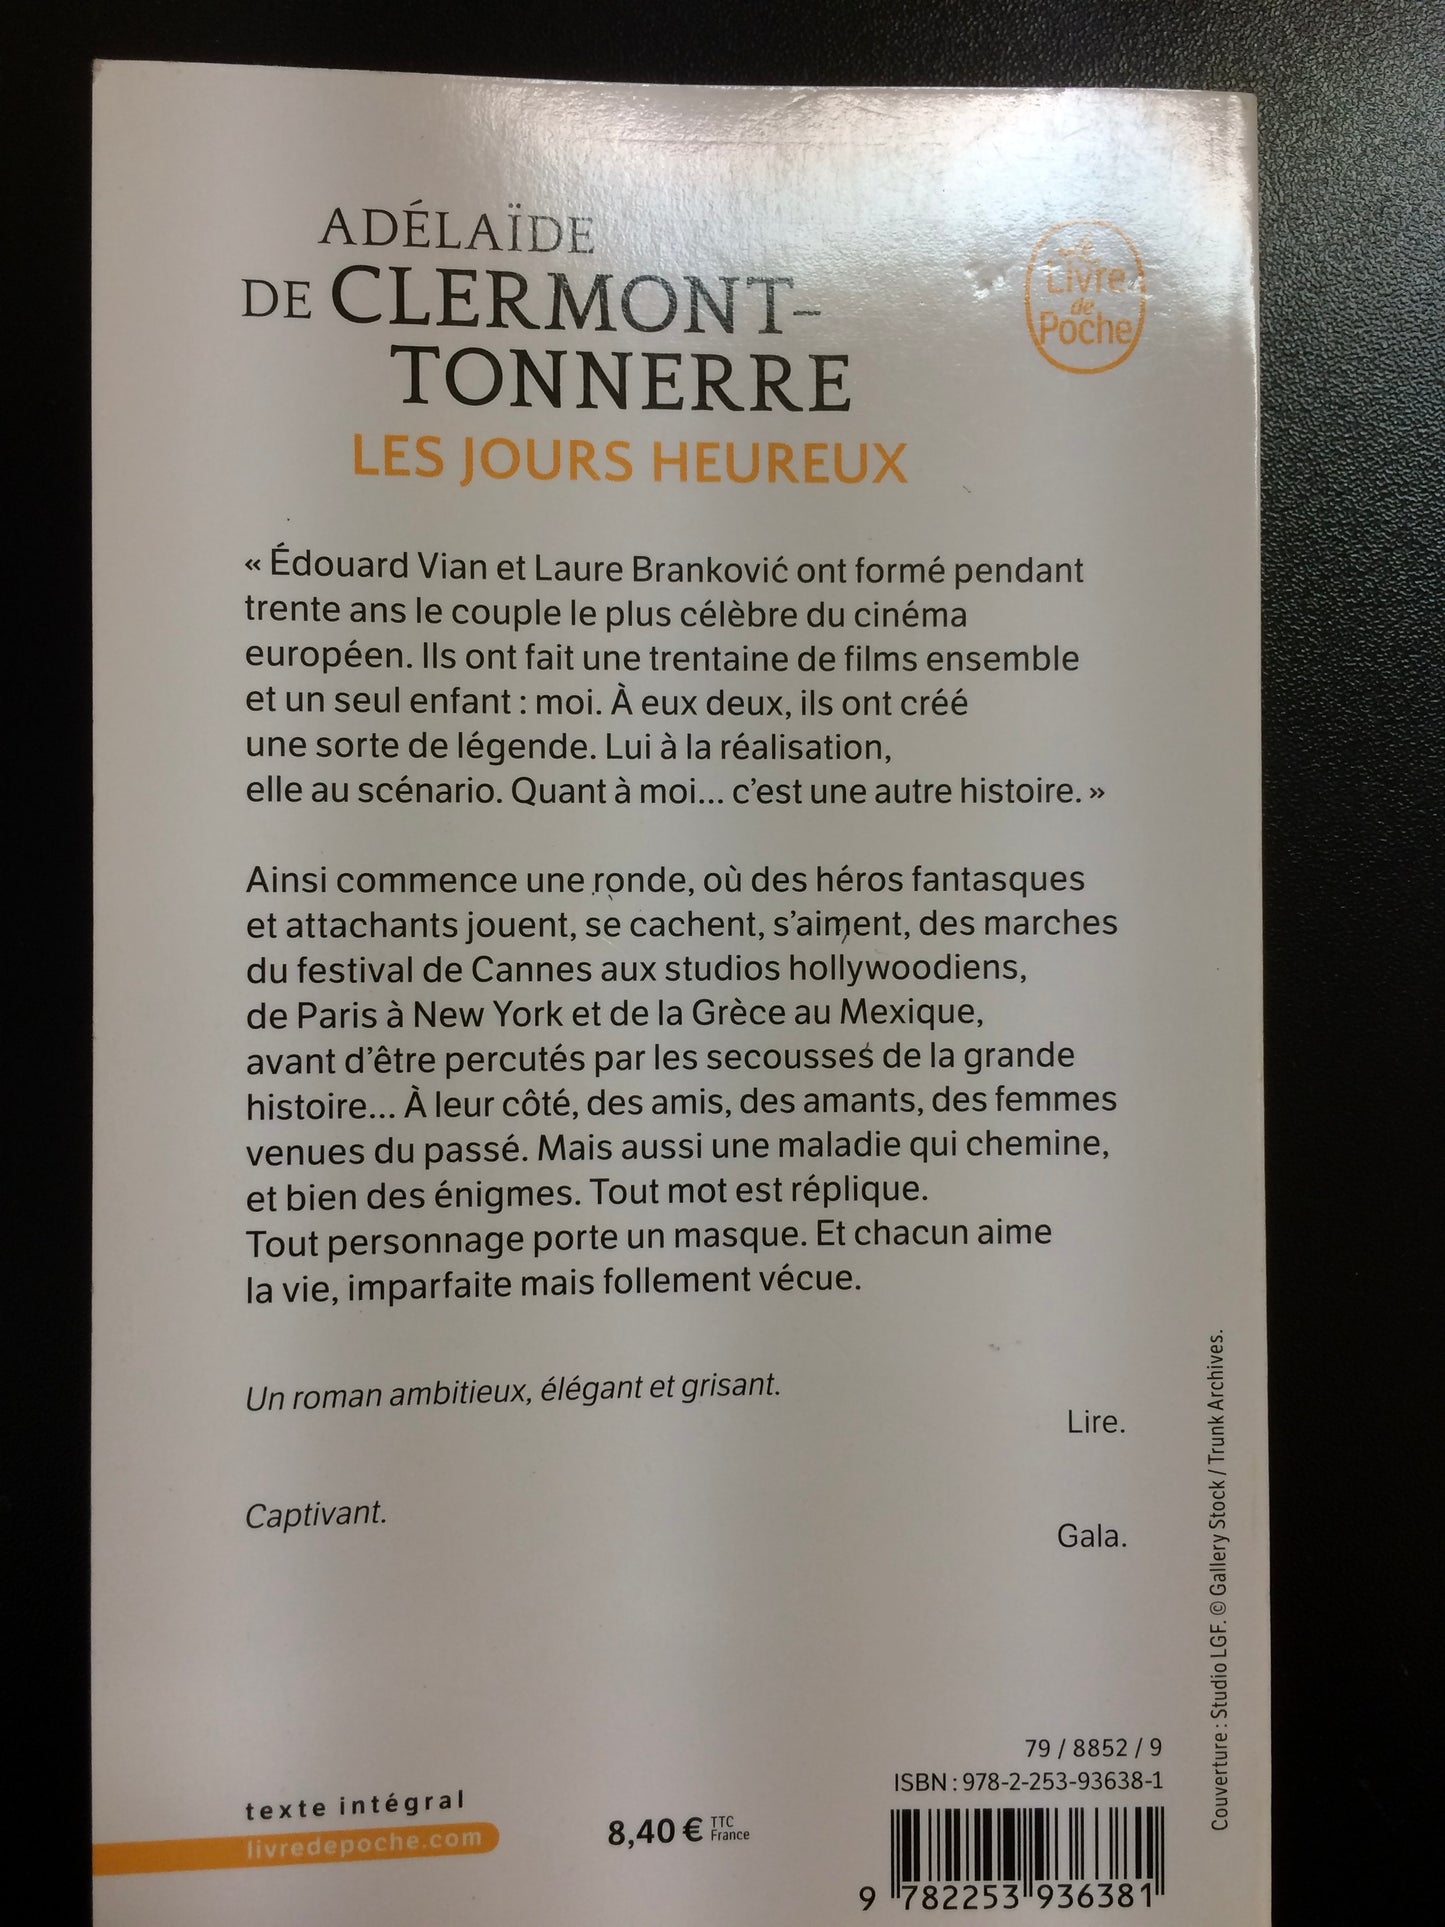 ADÉLAÏDE
DE CLERMONT-
TONNERRE
LES JOURS HEUREUX
Le
Livre
de
Poche
« Édouard Vian et Laure Branković ont formé pendant
trente ans le couple le plus célèbre du cinéma
européen. Ils ont fait une trentaine de films ensemble
et un seul enfant : moi. À eux deux, ils ont créé
une sorte de légende. Lui à la réalisation,
elle au scénario. Quant à moi... c’est une autre histoire. »
Ainsi commence une ronde, où des héros fantasques
et attachants jouent, se cachent, s’aiment, des marches
du festival de Cannes aux studios hollywoodiens,
de Paris à New York et de la Grèce au Mexique,
avant d’être percutés par les secousses de la grande
histoire... À leur côté, des amis, des amants, des femmes
venues du passé. Mais aussi une maladie qui chemine,
et bien des énigmes. Tout mot est réplique.
Tout personnage porte un masque. Et chacun aime
la vie, imparfaite mais follement vécue.
Un roman ambitieux, élégant et grisant.
Lire.
Captivant.
Gala.
Couverture : Studio LGF. © Gallery Stock / Trunk Archives.
texte intégral
livredepoche.com
8,40 € TTC France
79 / 8852 / 9
ISBN : 978-2-253-93638-1
9 782253 936381